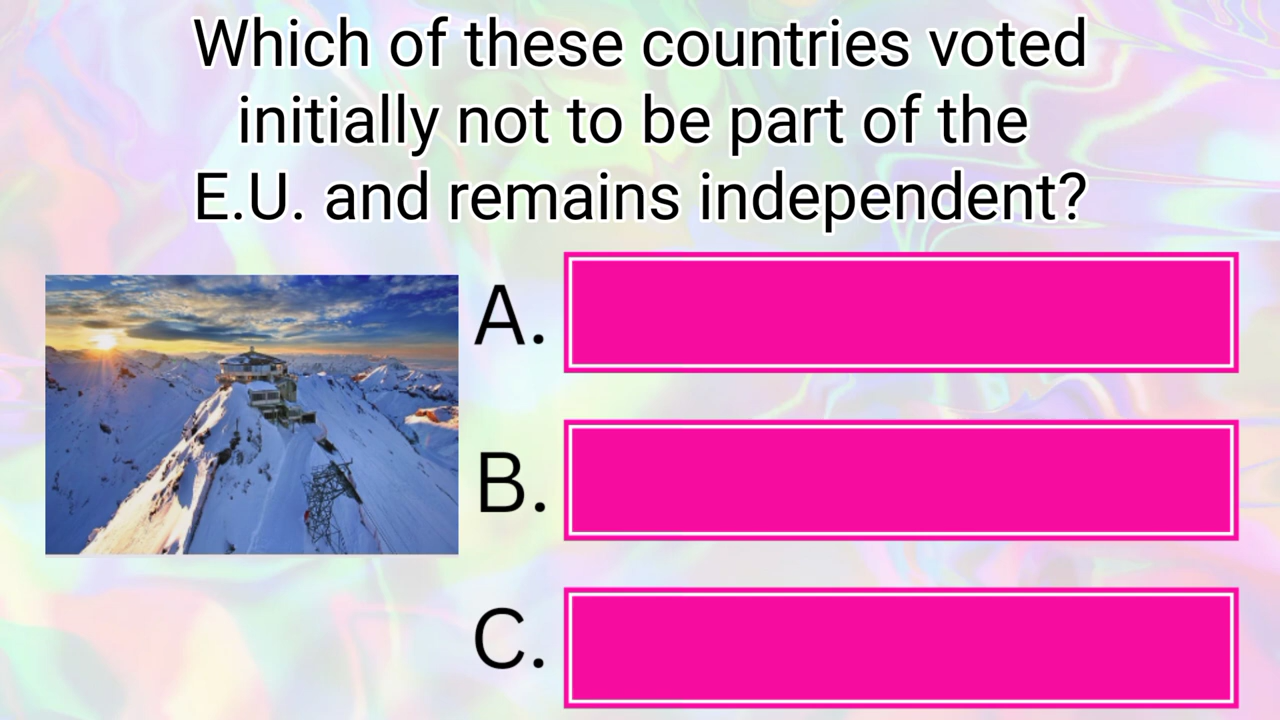 Which of these countries voted
initially not to be part of the
E.U. and remains independent?
A.
B.
C.